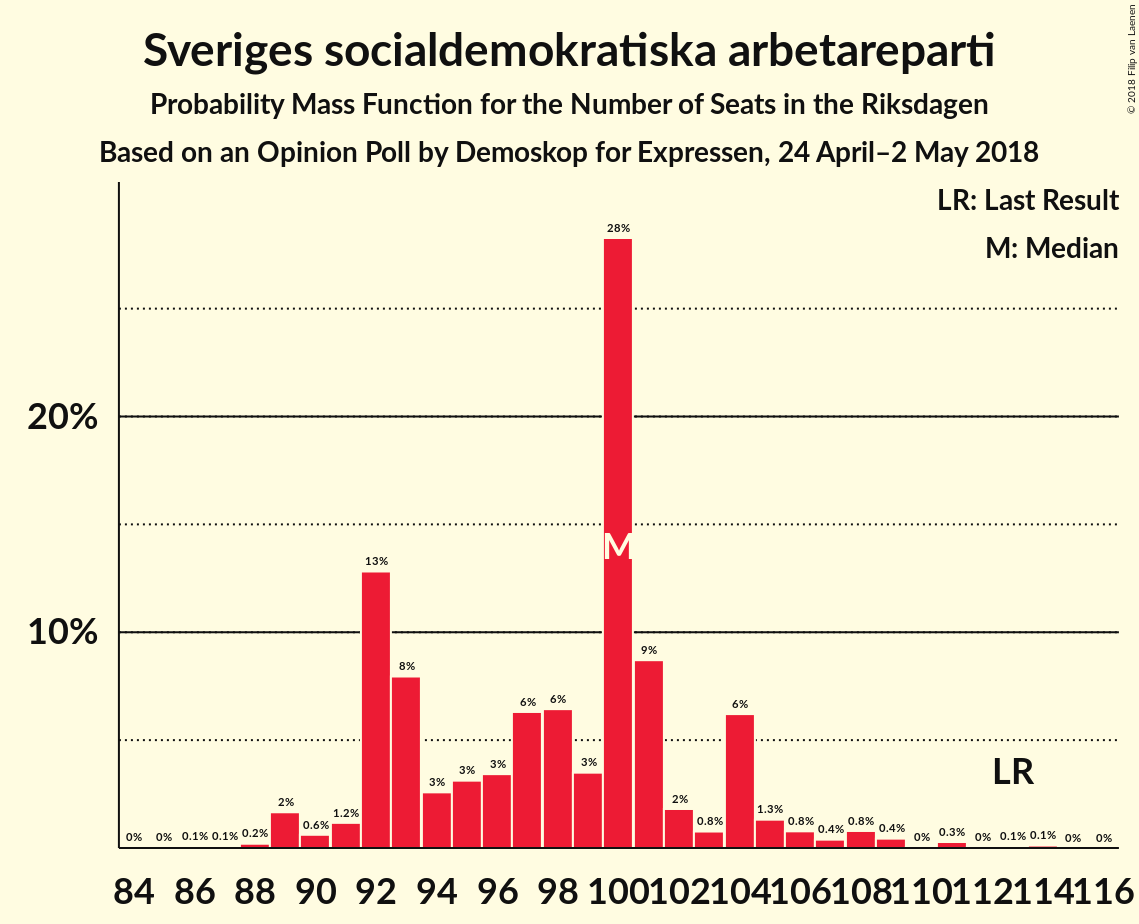 Sveriges socialdemokratiska arbetareparti
Probability Mass Function for the Number of Seats in the Riksdagen
Based on an Opinion Poll by Demoskop for Expressen, 24 April–2 May 2018
© 2018 Filip van Laenen
LR: Last Result
M: Median
20%
10%
0% 0% 0.1% 0.1% 0.2% 2% 0.6% 1.2% 13% 8% 3% 3% 3% 6% 6% 3% 28% 9% 2% 0.8% 6% 1.3% 0.8% 0.4% 0.8% 0.4% 0% 0.3% 0% 0.1% 0.1% 0% 0%
M
LR
84 86 88 90 92 94 96 98 100 102 104 106 108 110 112 114 116